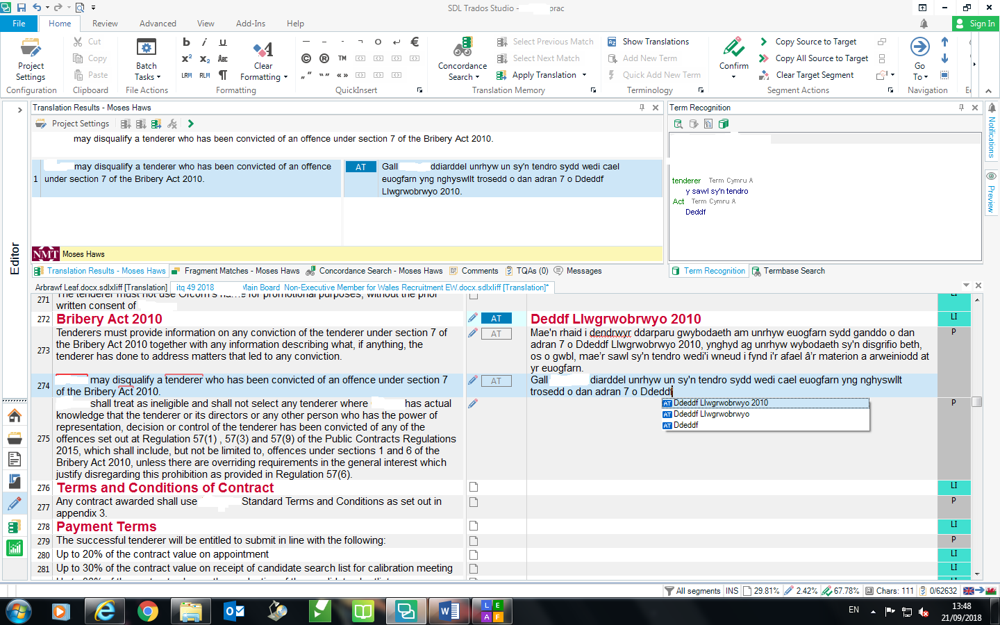 SDL Trados Studio - orac
File Home Review Advanced View Add-Ins Help Sign In
Project Settings
Configuration
Cut
Copy
Paste
Clipboard
Batch Tasks
File Actions
b i u
x² x₂ Abc
LRM RLM ¶
Clear Formatting
Formatting
— – - ¬ o ↵ €
© ® TM
„” “” «»
QuickInsert
Concordance Search
Select Previous Match
Select Next Match
Apply Translation
Translation Memory
Show Translations
Add New Term
Quick Add New Term
Terminology
Confirm
Copy Source to Target
Copy All Source to Target
Clear Target Segment
Segment Actions
Go To
Navigation
Translation Results - Moses Haws
Project Settings
may disqualify a tenderer who has been convicted of an offence under section 7 of the Bribery Act 2010.
1
may disqualify a tenderer who has been convicted of an offence
under section 7 of the Bribery Act 2010.
AT
Gall ddiarddel unrhyw un sy'n tendro sydd wedi cael
euogfarn yng nghyswllt trosedd o dan adran 7 o Ddeddf
Llwgrwobrwyo 2010.
NMT Moses Haws
Translation Results - Moses Haws Fragment Matches - Moses Haws Concordance Search - Moses Haws Comments TQAs (0) Messages
Term Recognition
tenderer Term Cymru A
y sawl sy'n tendro
Act Term Cymru A
Deddf
Term Recognition Termbase Search
Notifications
Preview
Editor
Arbrawf Leaf.docx.sdlxliff [Translation] itq 49 2018 Main Board Non-Executive Member for Wales Recruitment EW.docx.sdlxliff [Translation]*
271 The tenderer must not use Ofcom's name for promotional purposes, without the prior
written consent of
LI
272 Bribery Act 2010 AT Deddf Llwgrwobrwyo 2010 LI
273
Tenderers must provide information on any conviction of the tenderer under section 7 of
the Bribery Act 2010 together with any information describing what, if anything, the
tenderer has done to address matters that led to any conviction.
AT
Mae'n rhaid i dendrwyr ddarparu gwybodaeth am unrhyw euogfarn sydd ganddo o dan
adran 7 o Ddeddf Llwgrwobrwyo 2010, ynghyd ag unrhyw wybodaeth sy'n disgrifio beth,
os o gwbl, mae’r sawl sy'n tendro wedi'i wneud i fynd i'r afael â’r materion a arweiniodd at
yr euogfarn.
P
274
may disqualify a tenderer who has been convicted of an offence under section 7
of the Bribery Act 2010.
AT
Gall diarddel unrhyw un sy'n tendro sydd wedi cael euogfarn yng nghyswllt
trosedd o dan adran 7 o Ddeddf
AT Ddeddf Llwgrwobrwyo 2010
AT Ddeddf Llwgrwobrwyo
AT Ddeddf
275
shall treat as ineligible and shall not select any tenderer where has actual
knowledge that the tenderer or its directors or any other person who has the power of
representation, decision or control of the tenderer has been convicted of any of the
offences set out at Regulation 57(1) , 57(3) and 57(9) of the Public Contracts Regulations
2015, which shall include, but not be limited to, offences under sections 1 and 6 of the
Bribery Act 2010, unless there are overriding requirements in the general interest which
justify disregarding this prohibition as provided in Regulation 57(6).
P
276 Terms and Conditions of Contract LI
277
Any contract awarded shall use Standard Terms and Conditions as set out in
appendix 3.
P
278 Payment Terms LI
279 The successful tenderer will be entitled to submit in line with the following: P
280 Up to 20% of the contract value on appointment LI
281 Up to 30% of the contract value on receipt of candidate search list for calibration meeting LI
All segments INS 29.81% 2.42% 67.78% Chars: 111 0/62632
LEAF
EN
13:48
21/09/2018